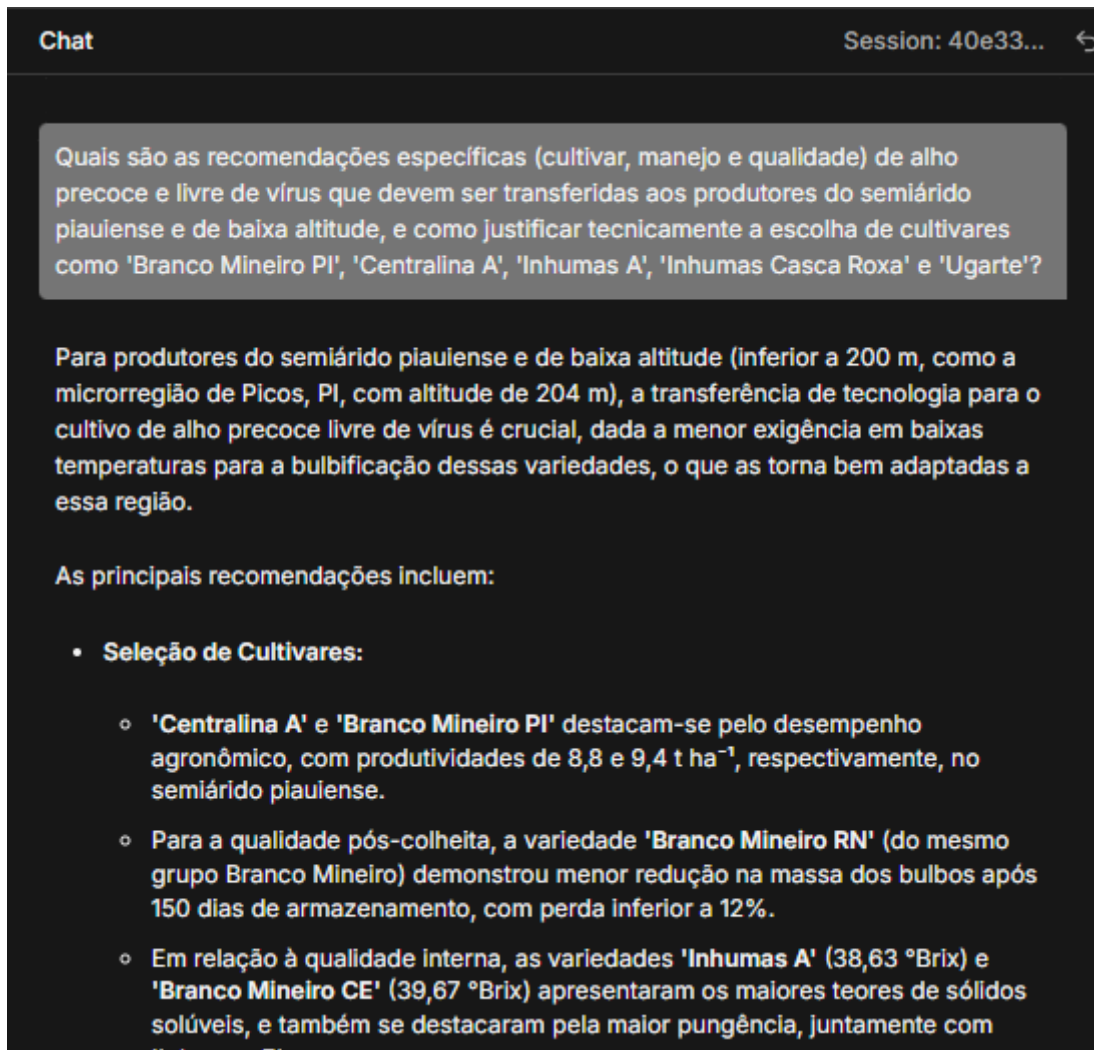 Chat
Session: 40e33...
Quais são as recomendações específicas (cultivar, manejo e qualidade) de alho
precoce e livre de vírus que devem ser transferidas aos produtores do semiárido
piauiense e de baixa altitude, e como justificar tecnicamente a escolha de cultivares
como 'Branco Mineiro PI', 'Centralina A', 'Inhumas A', 'Inhumas Casca Roxa' e 'Ugarte'?
Para produtores do semiárido piauiense e de baixa altitude (inferior a 200 m, como a
microrregião de Picos, PI, com altitude de 204 m), a transferência de tecnologia para o
cultivo de alho precoce livre de vírus é crucial, dada a menor exigência em baixas
temperaturas para a bulbificação dessas variedades, o que as torna bem adaptadas a
essa região.
As principais recomendações incluem:
• Seleção de Cultivares:
◦ 'Centralina A' e 'Branco Mineiro PI' destacam-se pelo desempenho
agronômico, com produtividades de 8,8 e 9,4 t ha⁻¹, respectivamente, no
semiárido piauiense.
◦ Para a qualidade pós-colheita, a variedade 'Branco Mineiro RN' (do mesmo
grupo Branco Mineiro) demonstrou menor redução na massa dos bulbos após
150 dias de armazenamento, com perda inferior a 12%.
◦ Em relação à qualidade interna, as variedades 'Inhumas A' (38,63 °Brix) e
'Branco Mineiro CE' (39,67 °Brix) apresentaram os maiores teores de sólidos
solúveis, e também se destacaram pela maior pungência, juntamente com